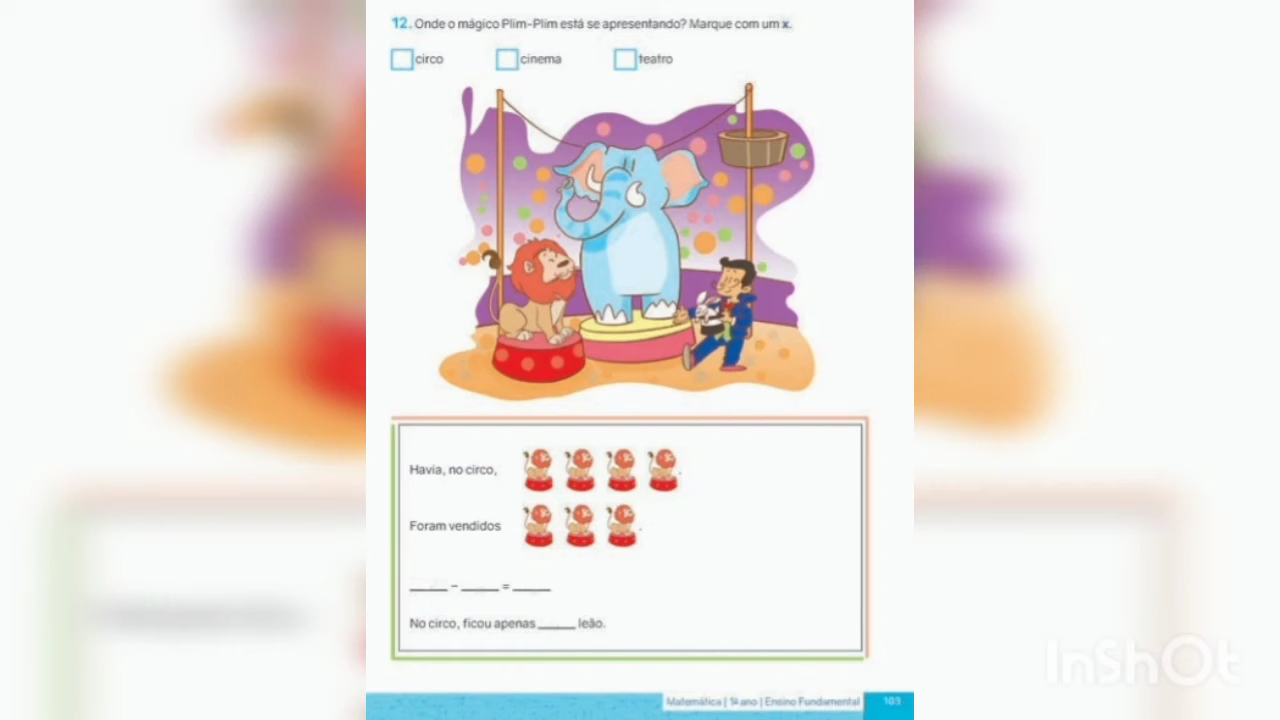 12. Onde o mágico Plim-Plim está se apresentando? Marque com um x.
circo cinema teatro
Havia, no circo,
Foram vendidos
_____ - _____ = _____
No circo, ficou apenas _____ leão.
Matemática | 1º ano | Ensino Fundamental 103
InShOt